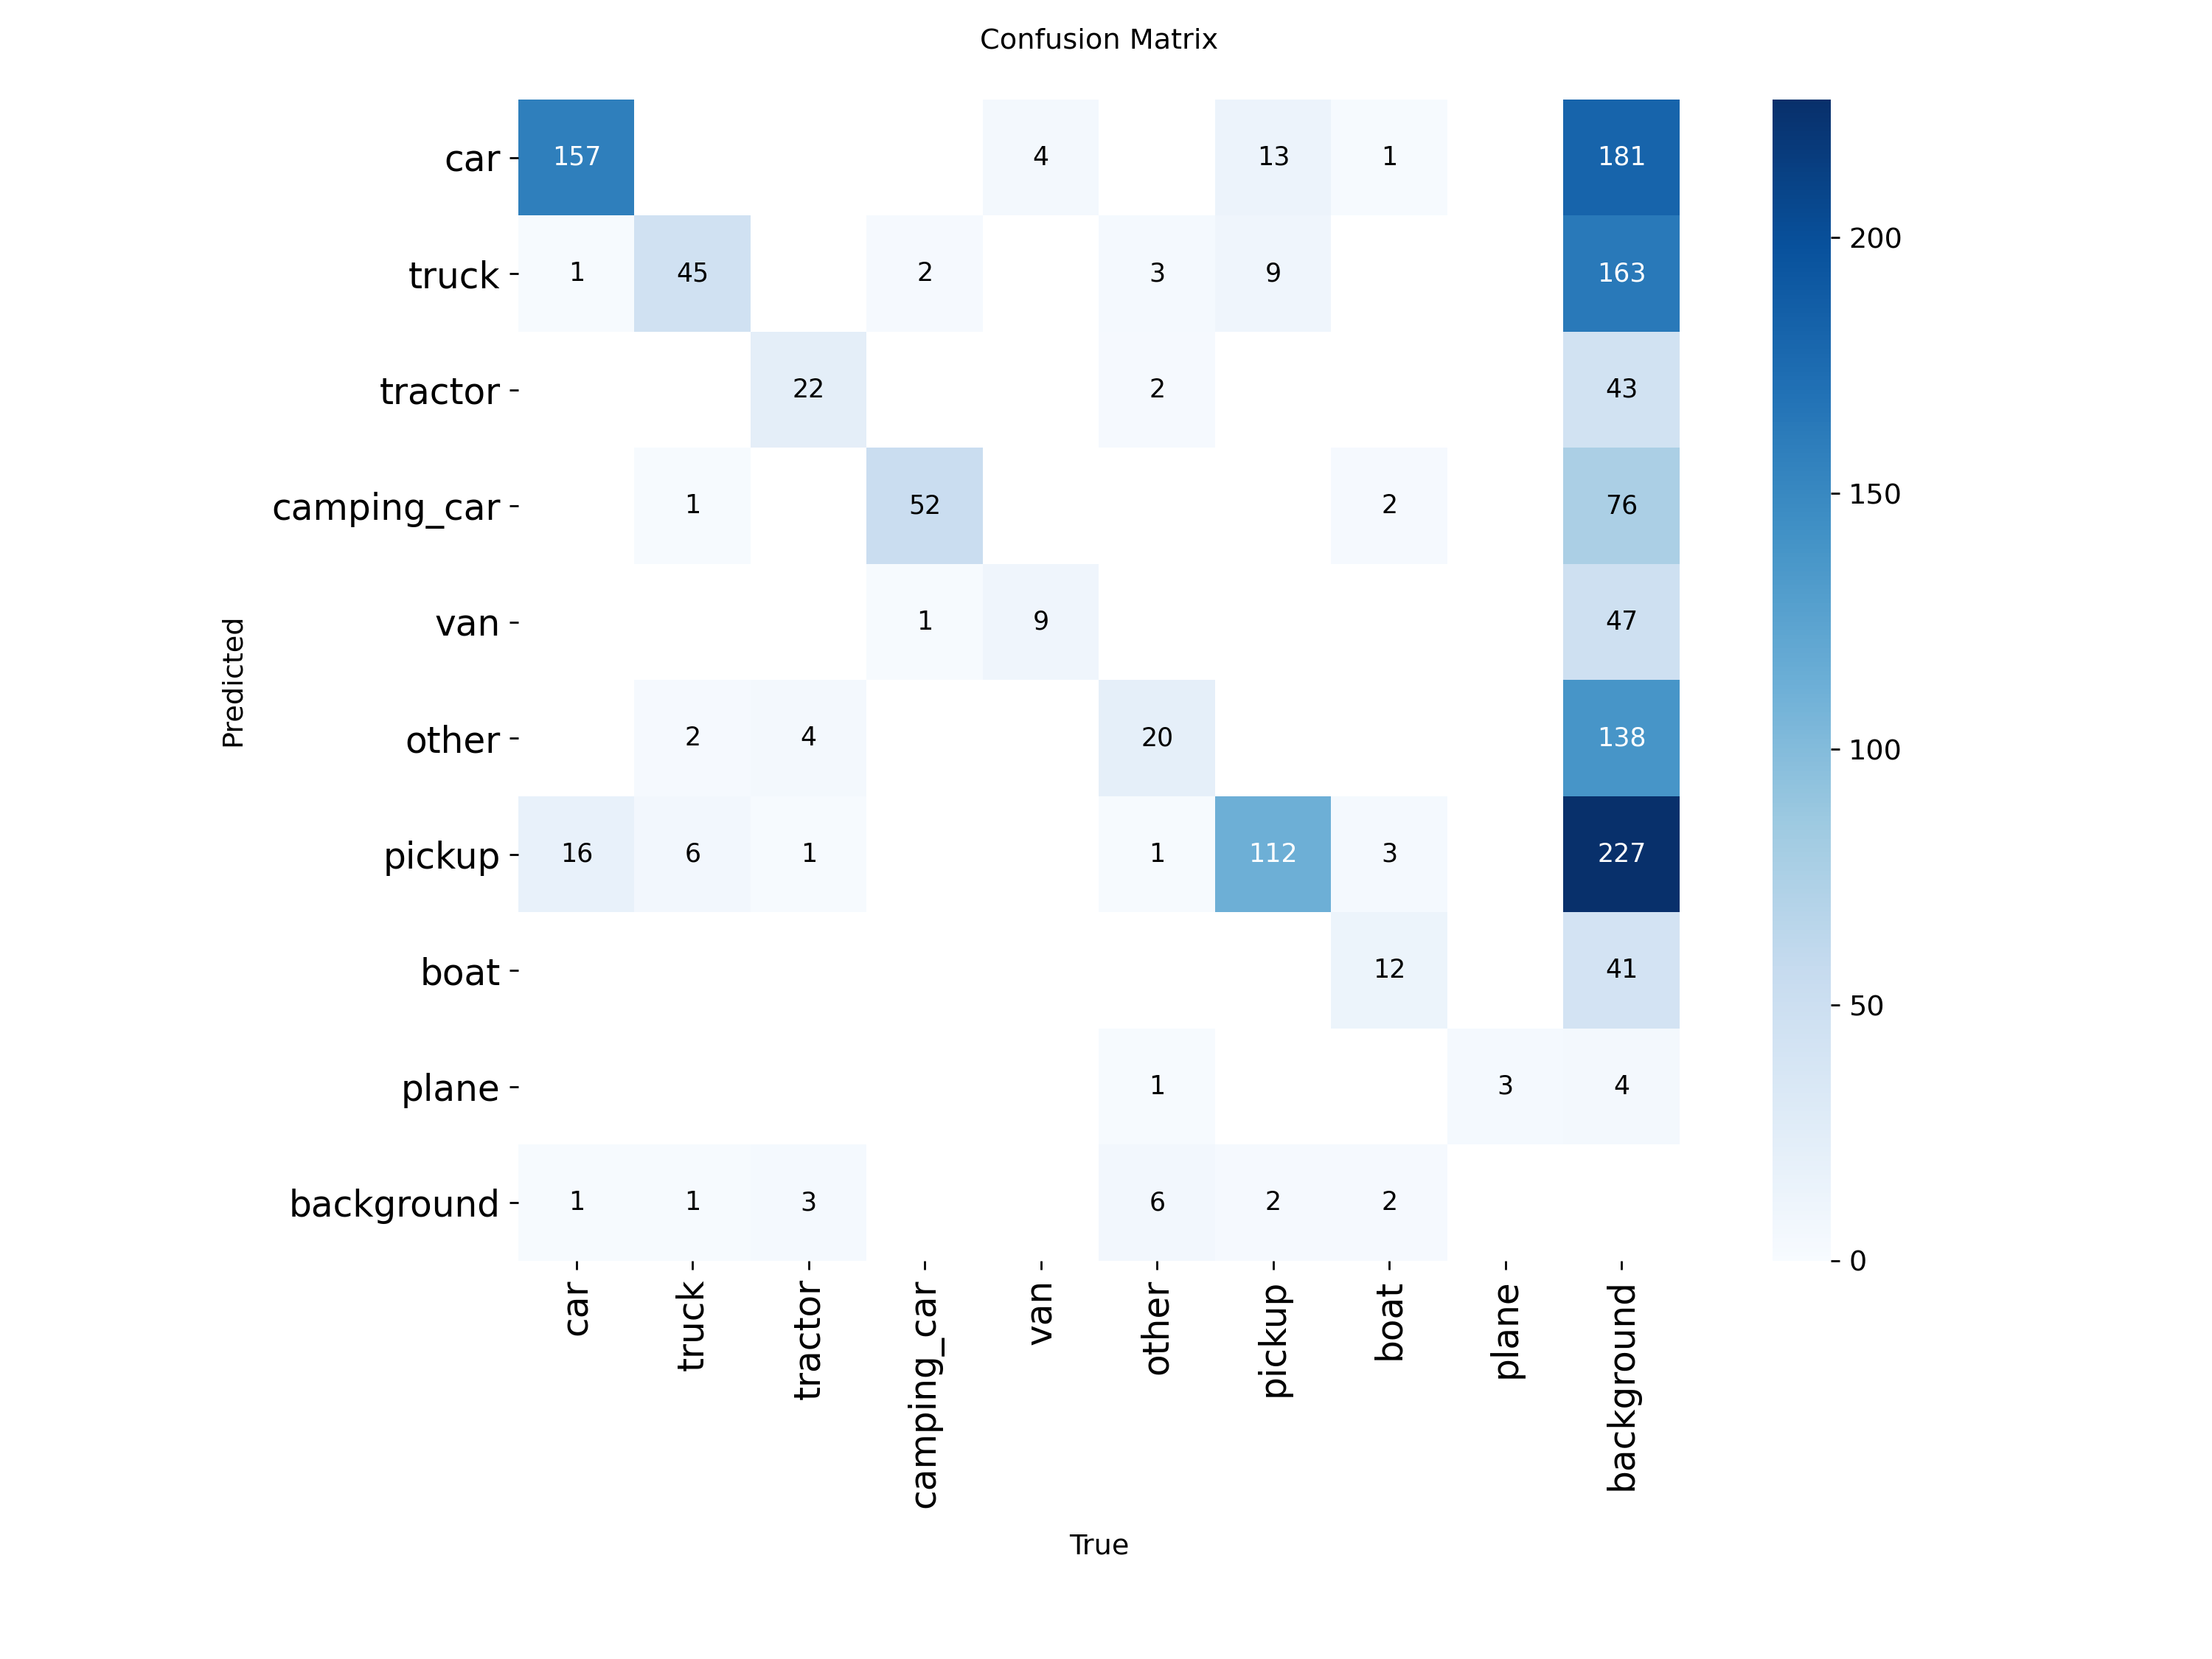 Confusion Matrix
car 157 4 13 1 181
truck 1 45 2 3 9 163
tractor 22 2 43
camping_car 1 52 2 76
van 1 9 47
other 2 4 20 138
pickup 16 6 1 1 112 3 227
boat 12 41
plane 1 3 4
background 1 1 3 6 2 2
Predicted
car truck tractor camping_car van other pickup boat plane background
True
200
150
100
50
0